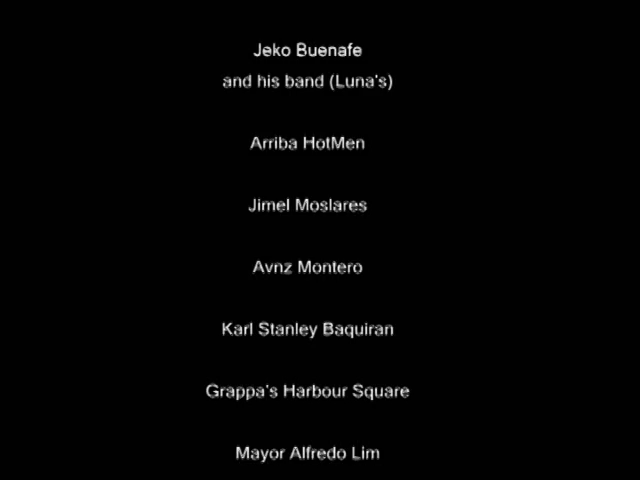 Jeko Buenafe
and his band (Luna's)
Arriba HotMen
Jimel Moslares
Avnz Montero
Karl Stanley Baquiran
Grappa's Harbour Square
Mayor Alfredo Lim